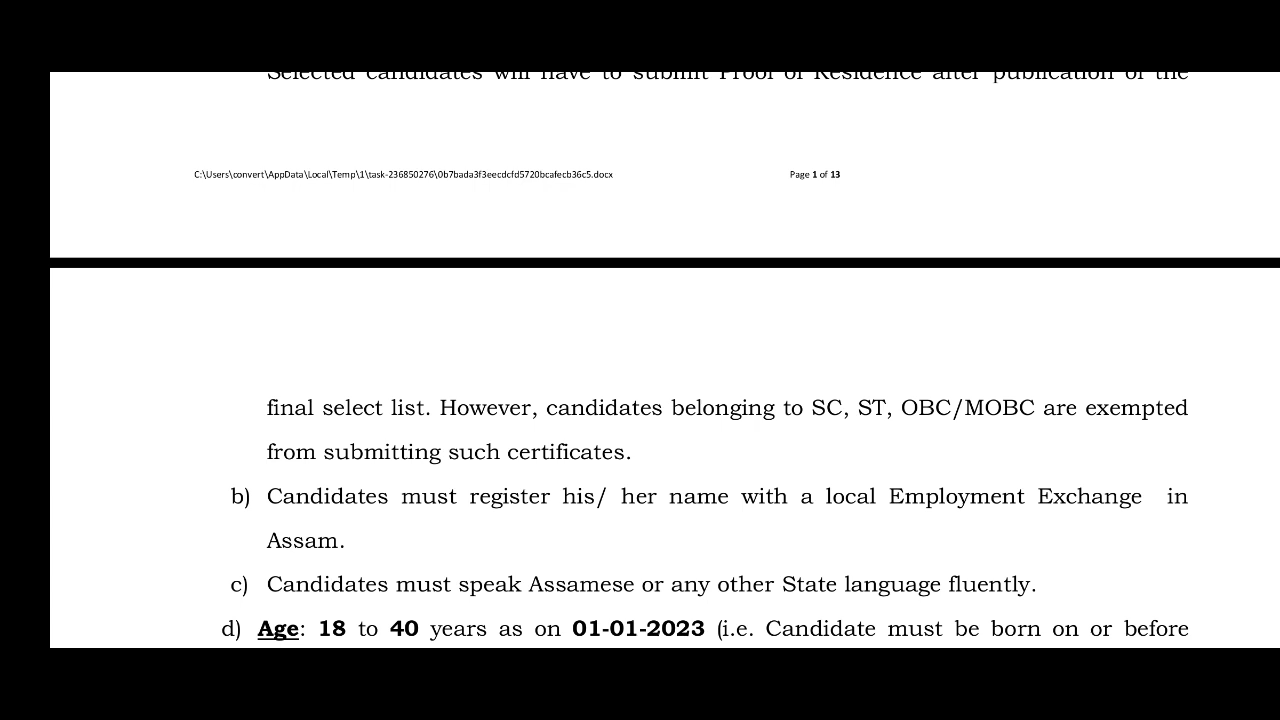 Selected candidates will have to submit Proof of Residence after publication of the
C:\Users\convert\AppData\Local\Temp\1\task-236850276\0b7bada3f3eecdcfd5720bcafecb36c5.docx Page 1 of 13
final select list. However, candidates belonging to SC, ST, OBC/MOBC are exempted
from submitting such certificates.
b) Candidates must register his/ her name with a local Employment Exchange in
Assam.
c) Candidates must speak Assamese or any other State language fluently.
d) Age: 18 to 40 years as on 01-01-2023 (i.e. Candidate must be born on or before